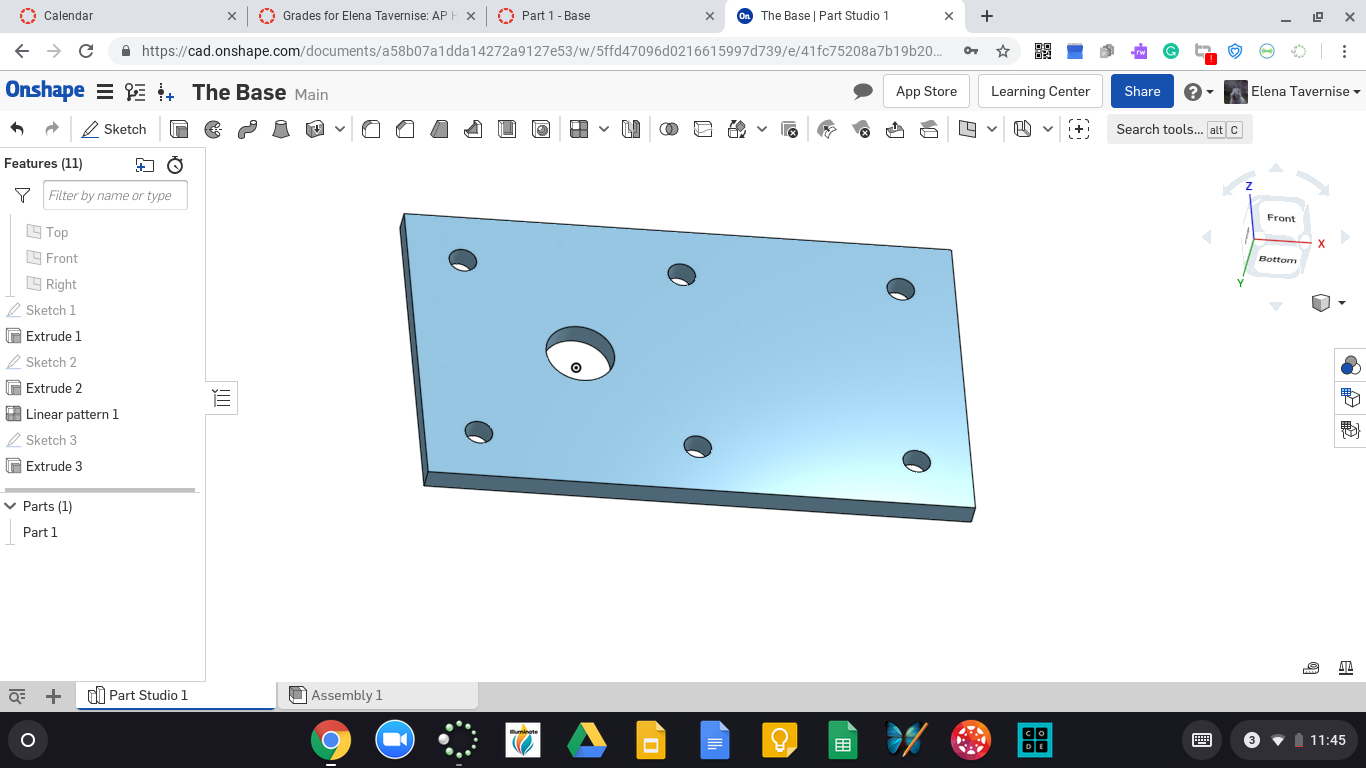 Calendar
Grades for Elena Tavernise: AP H
Part 1 - Base
On
The Base | Part Studio 1
https://cad.onshape.com/documents/a58b07a1dda14272a9127e53/w/5ffd47096d0216615997d739/e/41fc75208a7b19b20...
Onshape
The Base Main
App Store
Learning Center
Share
Elena Tavernise
Sketch
Search tools... alt C
Features (11)
Filter by name or type
Top
Front
Right
Sketch 1
Extrude 1
Sketch 2
Extrude 2
Linear pattern 1
Sketch 3
Extrude 3
Parts (1)
Part 1
Z
Front
X
Bottom
Y
Part Studio 1
Assembly 1
Illuminate
CO
DE
3
11:45